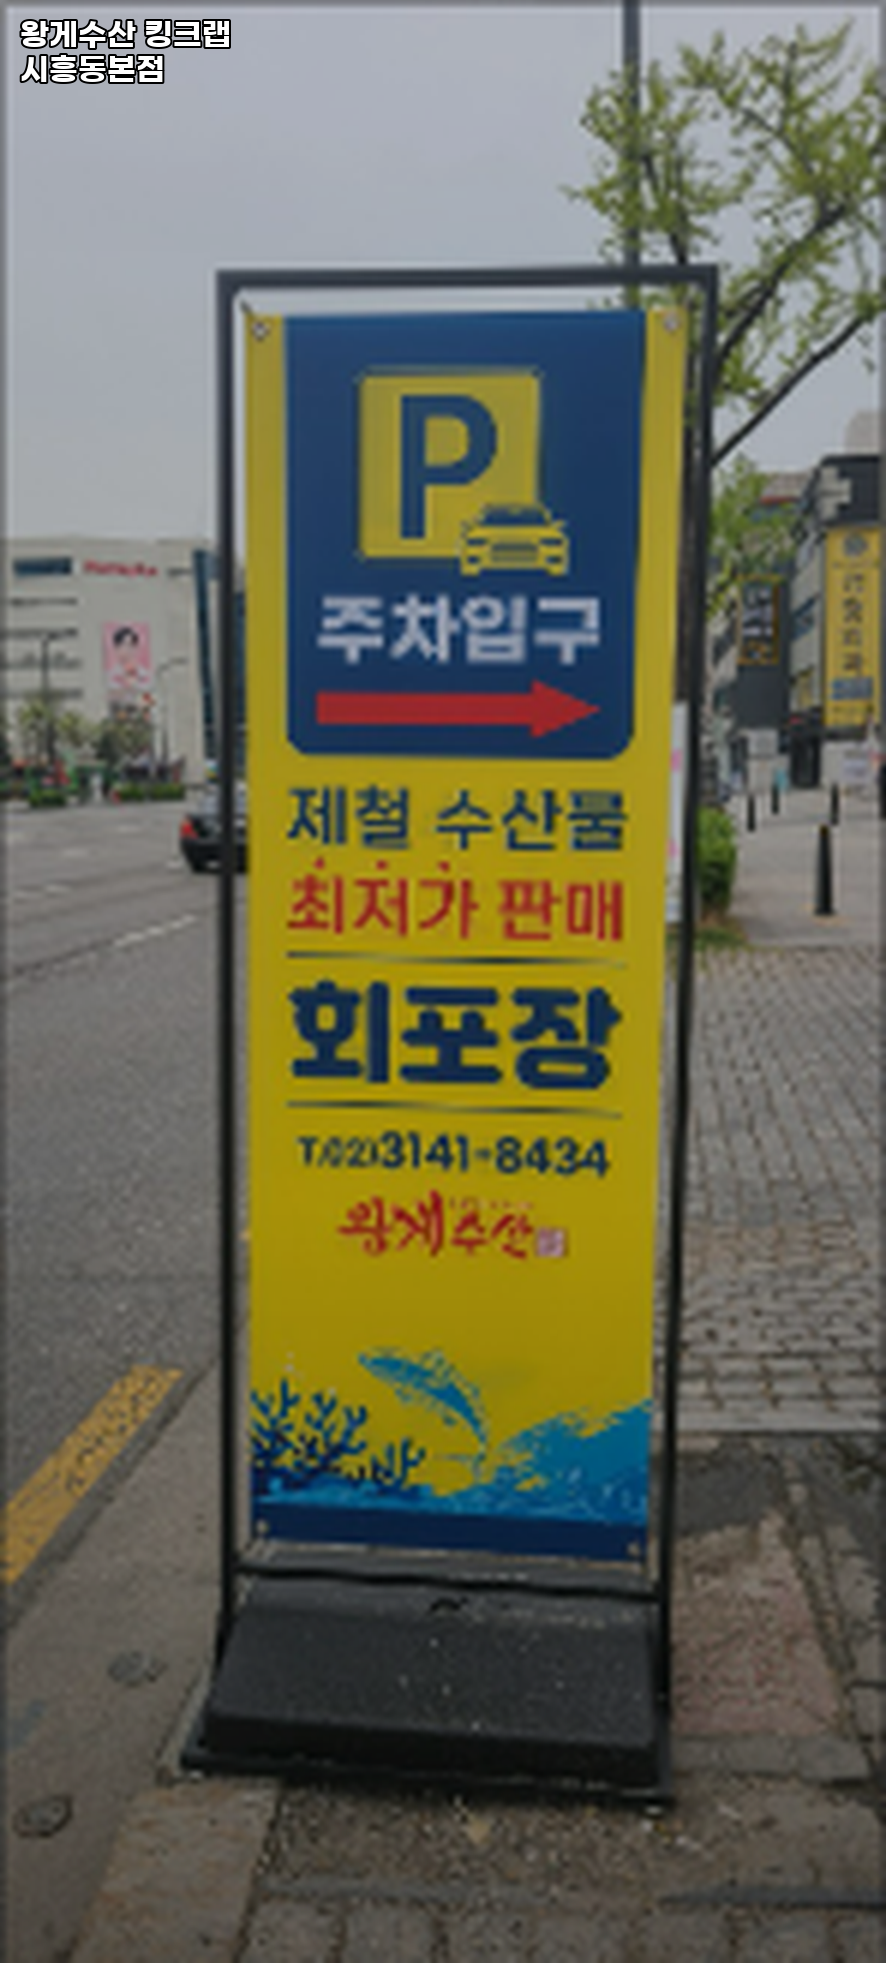 왕게수산 킹크랩
시흥동본점
P
주차입구
제철 수산물
최저가 판매
회포장
T.02)3141-8434
왕게수산